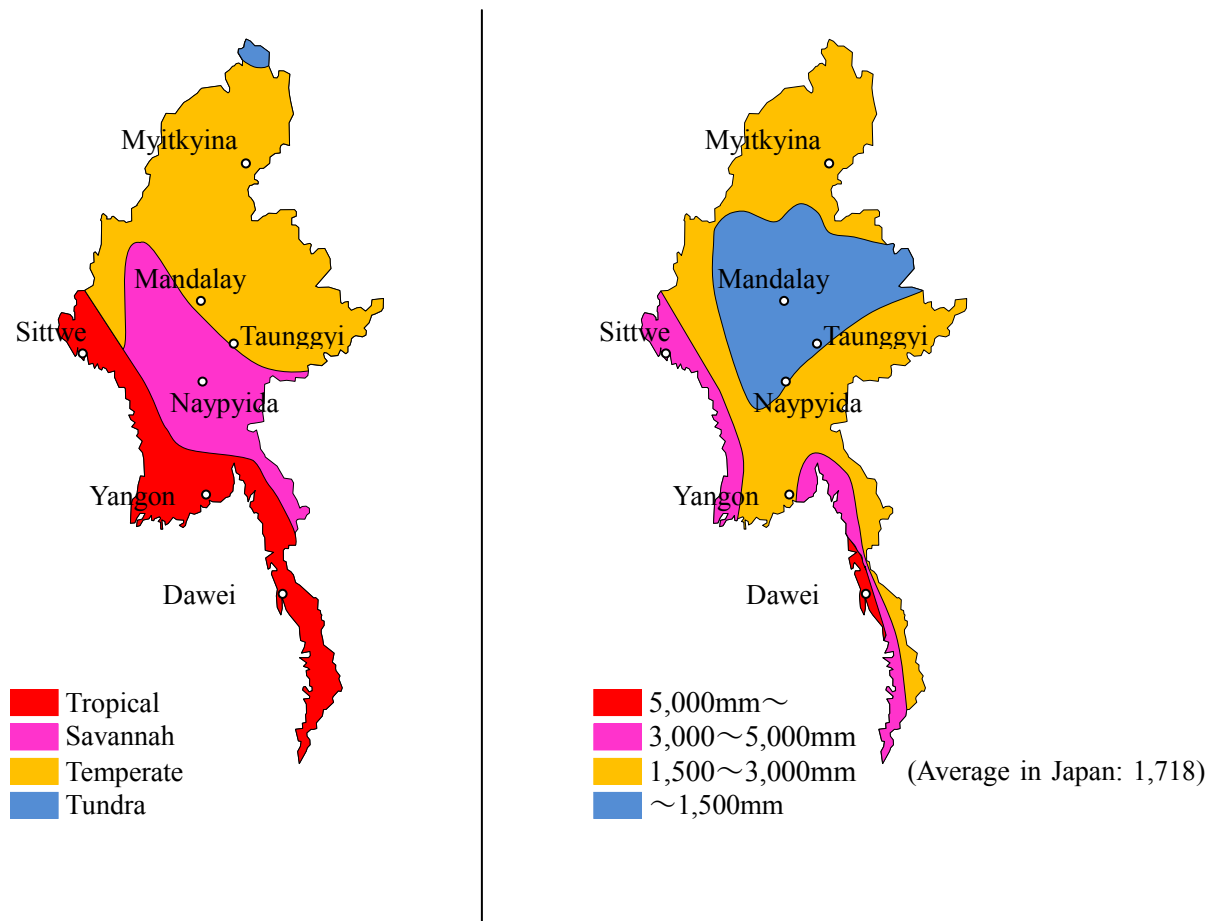 Myitkyina
Mandalay
Sittwe
Taunggyi
Naypyida
Yangon
Dawei
Tropical
Savannah
Temperate
Tundra
Myitkyina
Mandalay
Sittwe
Taunggyi
Naypyida
Yangon
Dawei
5,000mm～
3,000～5,000mm
1,500～3,000mm (Average in Japan: 1,718)
～1,500mm